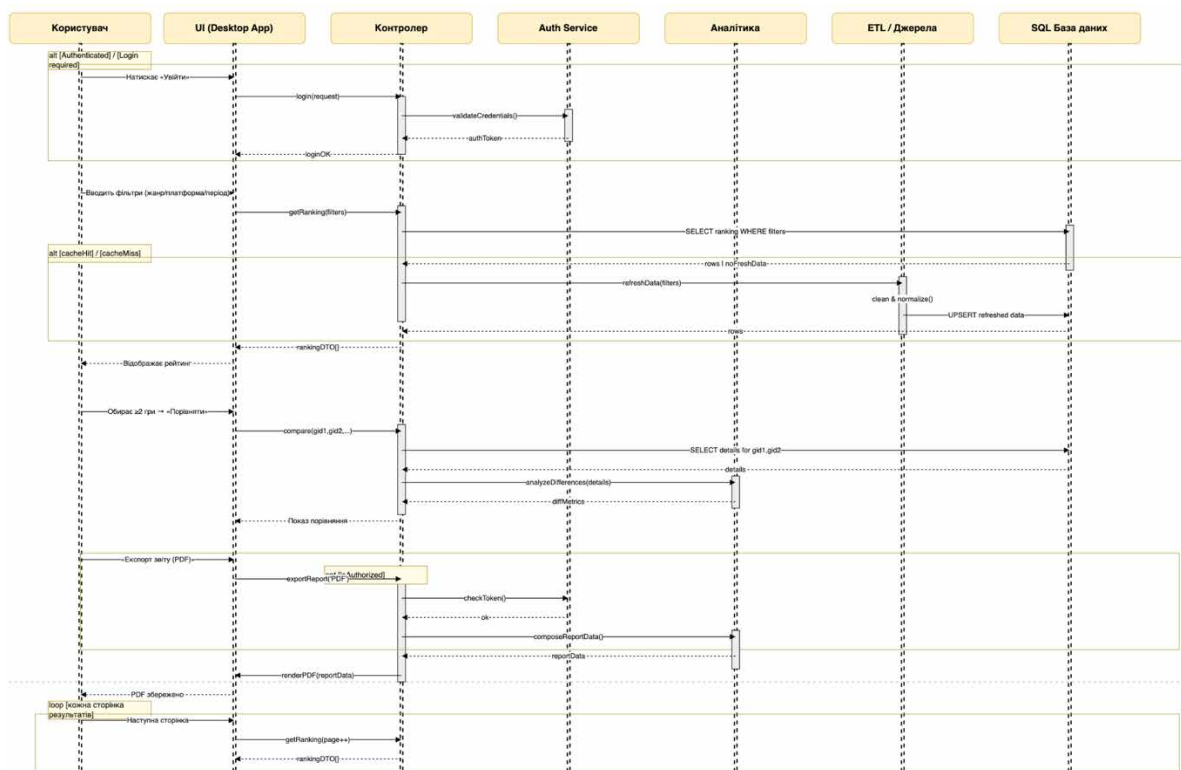 Користувач
UI (Desktop App)
Контролер
Auth Service
Аналітика
ETL / Джерела
SQL База даних
alt [Authenticated] / [Login
required]
Натискає «Увійти»
login(request)
validateCredentials()
authToken
loginOK
Вводить фільтри (жанр/платформа/період)
getRanking(filters)
SELECT ranking WHERE filters
alt [cacheHit] / [cacheMiss]
rows | noFreshData
refreshData(filters)
clean & normalize()
UPSERT refreshed data
rows
rankingDTO[]
Відображає рейтинг
Обирає ≥2 гри → «Порівняти»
compare(gid1,gid2,...)
SELECT details for gid1,gid2
details
analyzeDifferences(details)
diffMetrics
Показ порівняння
«Експорт звіту (PDF)»
exportReport('PDF')
checkToken()
ok
composeReportData()
reportData
renderPDF(reportData)
PDF збережено
loop [кожна сторінка
результатів]
Наступна сторінка
getRanking(page++)
rankingDTO[]